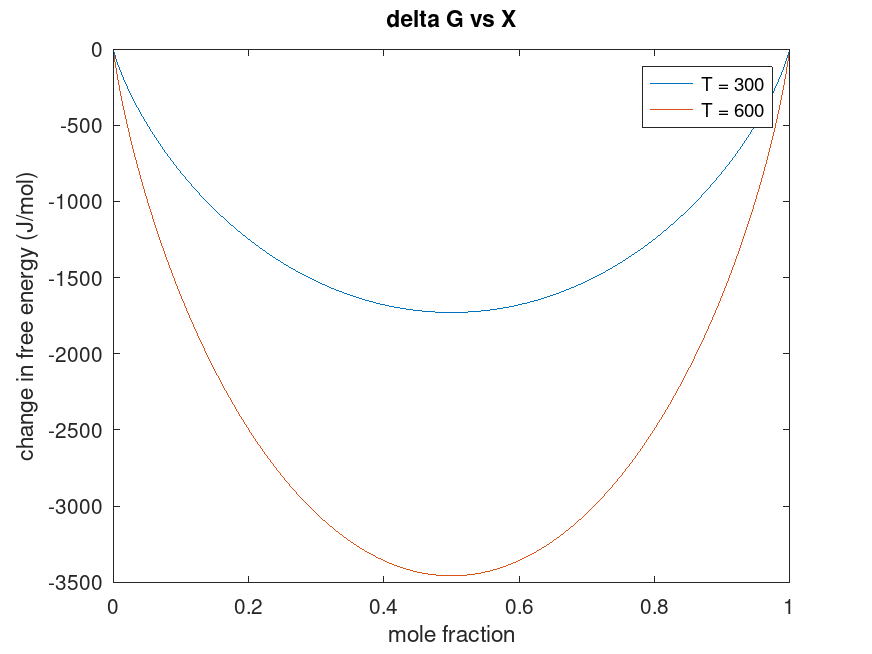 delta G vs X
0
-500
-1000
-1500
-2000
-2500
-3000
-3500
change in free energy (J/mol)
T = 300
T = 600
0
0.2
0.4
0.6
0.8
1
mole fraction